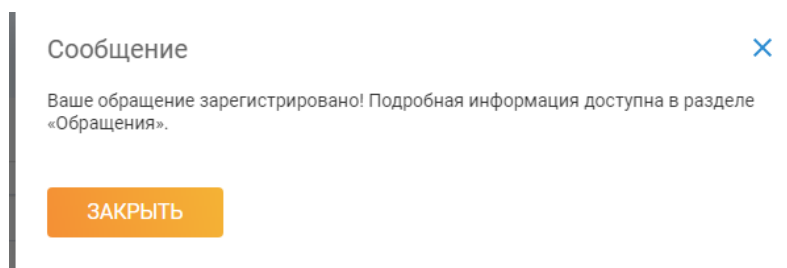 Сообщение
Ваше обращение зарегистрировано! Подробная информация доступна в разделе
«Обращения».
ЗАКРЫТЬ